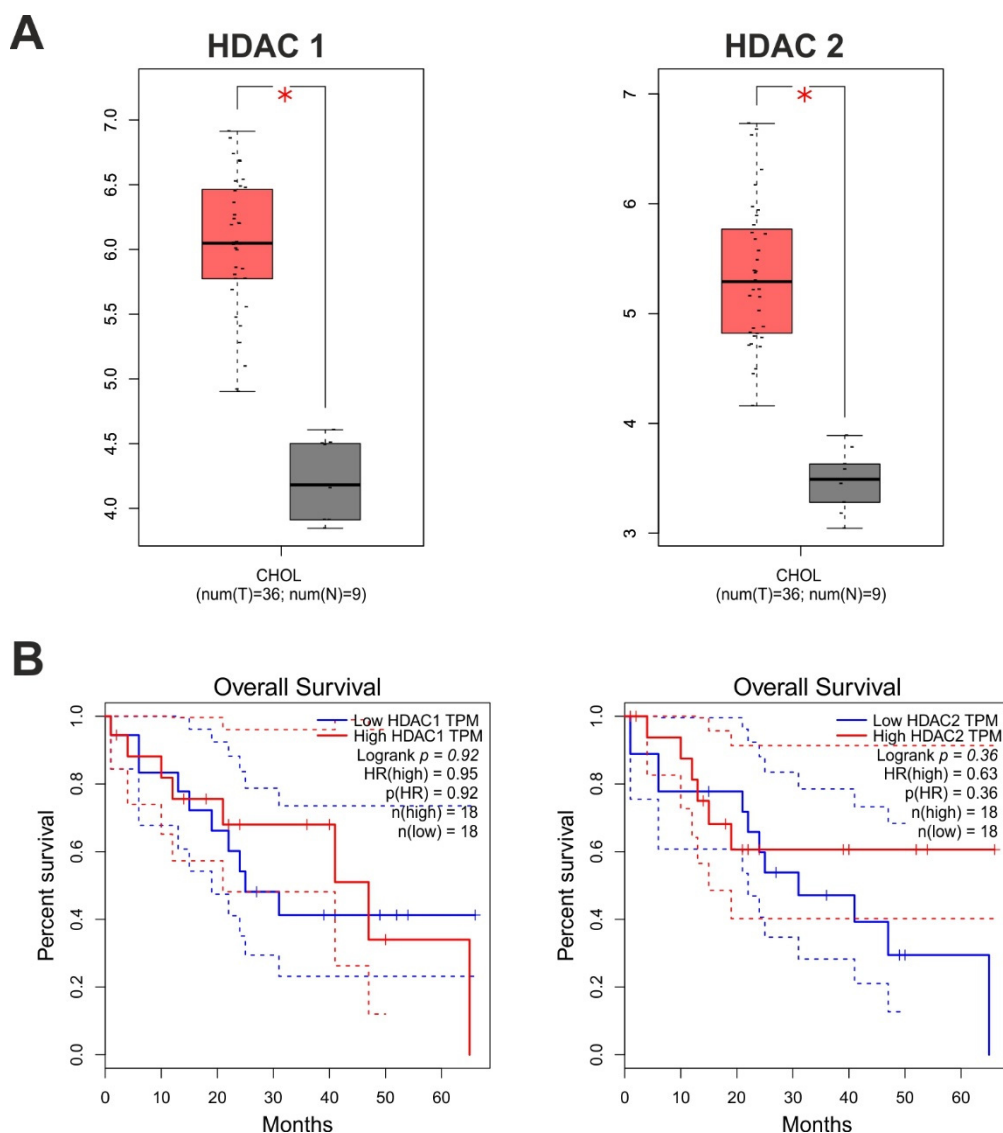 A
HDAC 1
7.0
6.5
6.0
5.5
5.0
4.5
4.0
*
CHOL
(num(T)=36; num(N)=9)
HDAC 2
7
6
5
4
3
*
CHOL
(num(T)=36; num(N)=9)
B
Overall Survival
Percent survival
1.0
0.8
0.6
0.4
0.2
0.0
Low HDAC1 TPM
High HDAC1 TPM
Logrank p = 0.92
HR(high) = 0.95
p(HR) = 0.92
n(high) = 18
n(low) = 18
0 10 20 30 40 50 60
Months
Overall Survival
Percent survival
1.0
0.8
0.6
0.4
0.2
0.0
Low HDAC2 TPM
High HDAC2 TPM
Logrank p = 0.36
HR(high) = 0.63
p(HR) = 0.36
n(high) = 18
n(low) = 18
0 10 20 30 40 50 60
Months